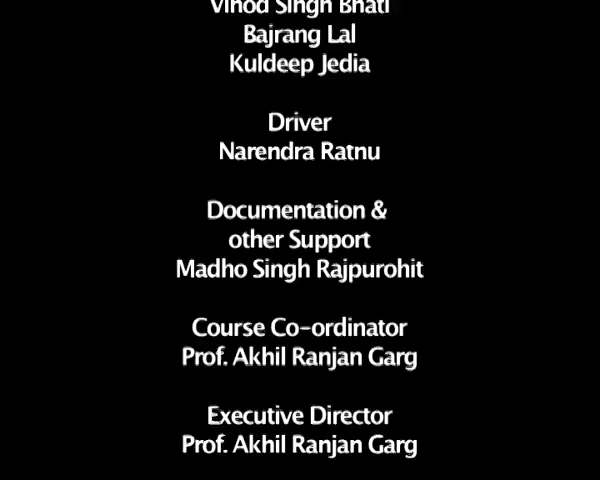 Vinod Singh Bhati
Bajrang Lal
Kuldeep Jedia
Driver
Narendra Ratnu
Documentation &
other Support
Madho Singh Rajpurohit
Course Co-ordinator
Prof. Akhil Ranjan Garg
Executive Director
Prof. Akhil Ranjan Garg